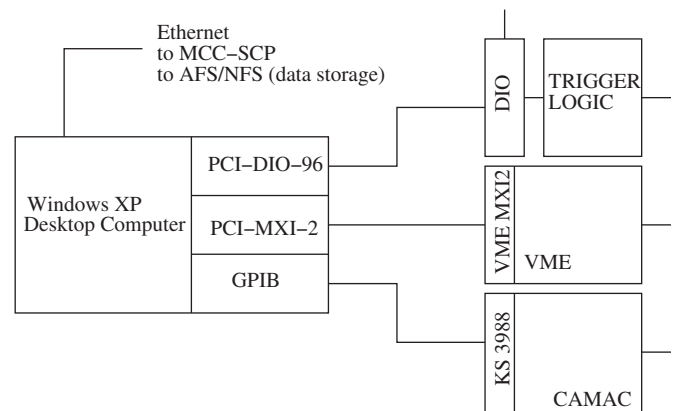 Ethernet
to MCC–SCP
to AFS/NFS (data storage)
DIO
TRIGGER
LOGIC
PCI–DIO–96
Windows XP
Desktop Computer
PCI–MXI–2
VME MXI2
VME
GPIB
KS 3988
CAMAC